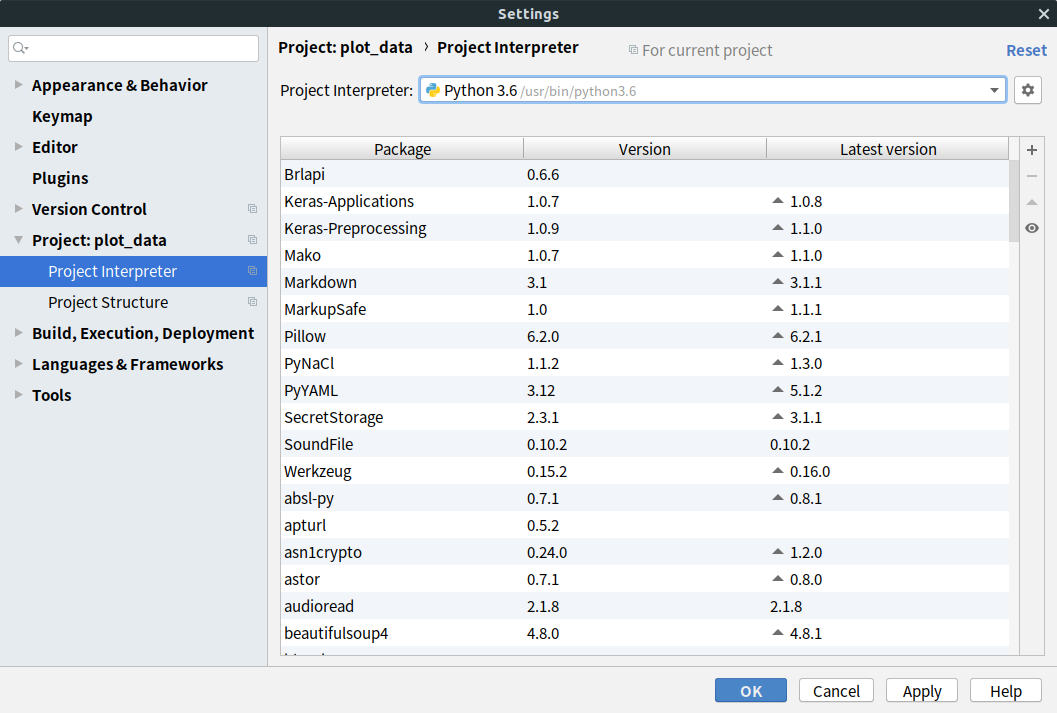 Settings
Project: plot_data › Project Interpreter For current project Reset
Appearance & Behavior
Keymap
Editor
Plugins
Version Control
Project: plot_data
Project Interpreter
Project Structure
Build, Execution, Deployment
Languages & Frameworks
Tools
Project Interpreter: Python 3.6 /usr/bin/python3.6
Package Version Latest version
Brlapi 0.6.6
Keras-Applications 1.0.7 1.0.8
Keras-Preprocessing 1.0.9 1.1.0
Mako 1.0.7 1.1.0
Markdown 3.1 3.1.1
MarkupSafe 1.0 1.1.1
Pillow 6.2.0 6.2.1
PyNaCl 1.1.2 1.3.0
PyYAML 3.12 5.1.2
SecretStorage 2.3.1 3.1.1
SoundFile 0.10.2 0.10.2
Werkzeug 0.15.2 0.16.0
absl-py 0.7.1 0.8.1
apturl 0.5.2
asn1crypto 0.24.0 1.2.0
astor 0.7.1 0.8.0
audioread 2.1.8 2.1.8
beautifulsoup4 4.8.0 4.8.1
OK Cancel Apply Help